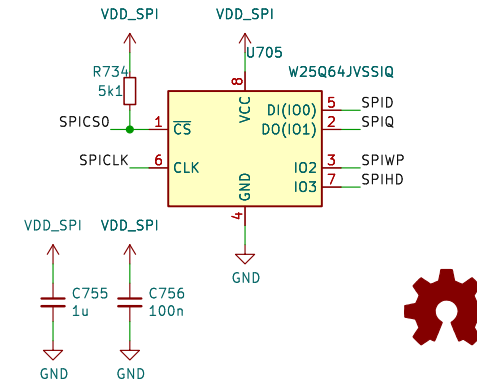 VDD_SPI VDD_SPI
U705
R734
5k1
W25Q64JVSSIQ
8
VCC
DI(IO0) 5 SPID
SPICS0 1 CS DO(IO1) 2 SPIQ
SPICLK 6 CLK IO2 3 SPIWP
IO3 7 SPIHD
GND
4
VDD_SPI VDD_SPI
GND
C755 C756
1u 100n
GND GND